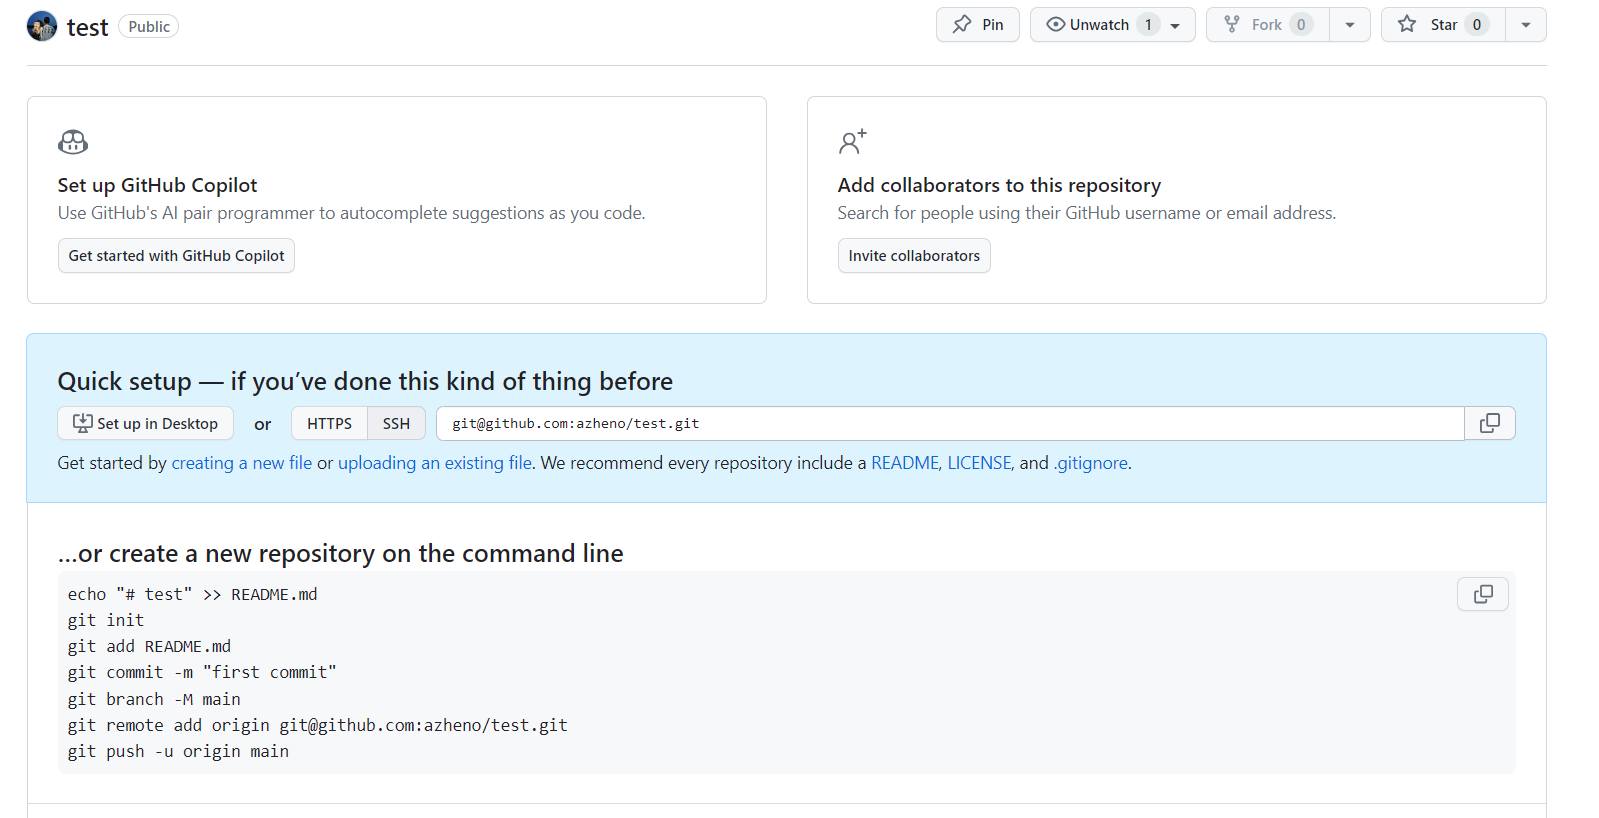 test Public Pin Unwatch 1 Fork 0 Star 0
Set up GitHub Copilot
Use GitHub's AI pair programmer to autocomplete suggestions as you code.
Get started with GitHub Copilot
Add collaborators to this repository
Search for people using their GitHub username or email address.
Invite collaborators
Quick setup — if you’ve done this kind of thing before
Set up in Desktop or HTTPS SSH git@github.com:azheno/test.git
Get started by creating a new file or uploading an existing file. We recommend every repository include a README, LICENSE, and .gitignore.
…or create a new repository on the command line
echo "# test" >> README.md
git init
git add README.md
git commit -m "first commit"
git branch -M main
git remote add origin git@github.com:azheno/test.git
git push -u origin main